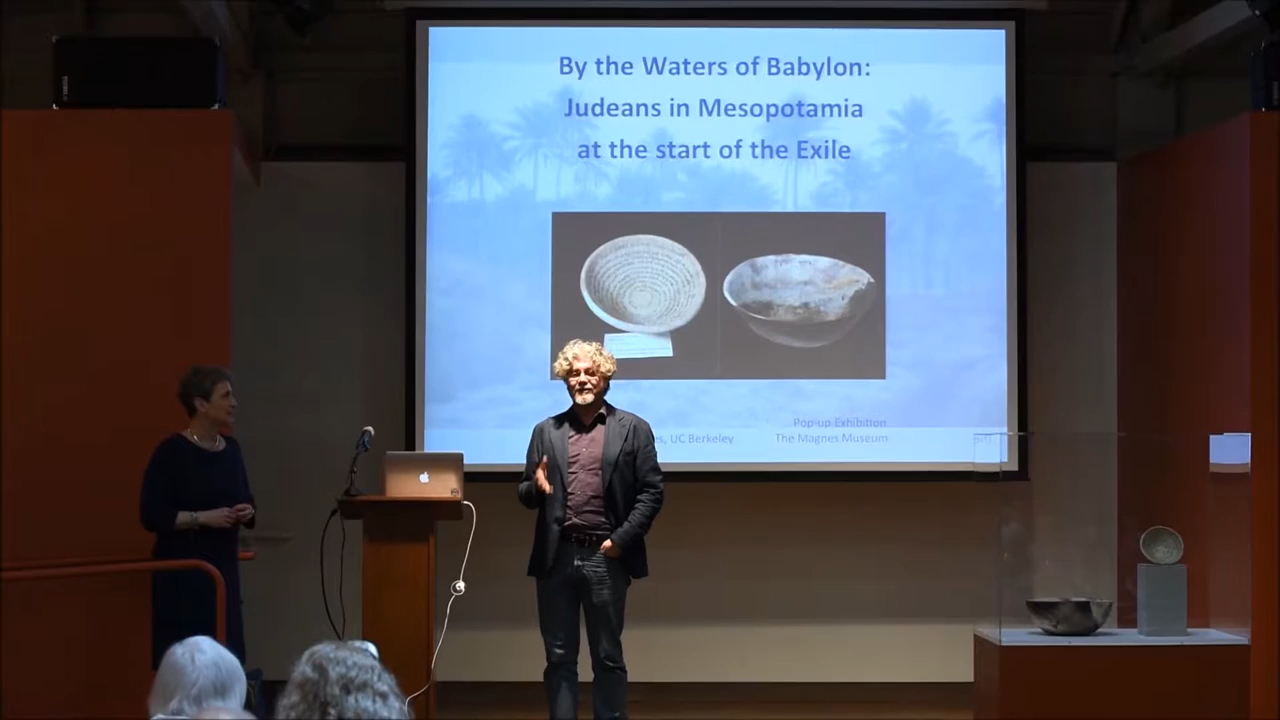 By the Waters of Babylon:
Judeans in Mesopotamia
at the start of the Exile
Pop-up Exhibition
UC Berkeley
The Magnes Museum